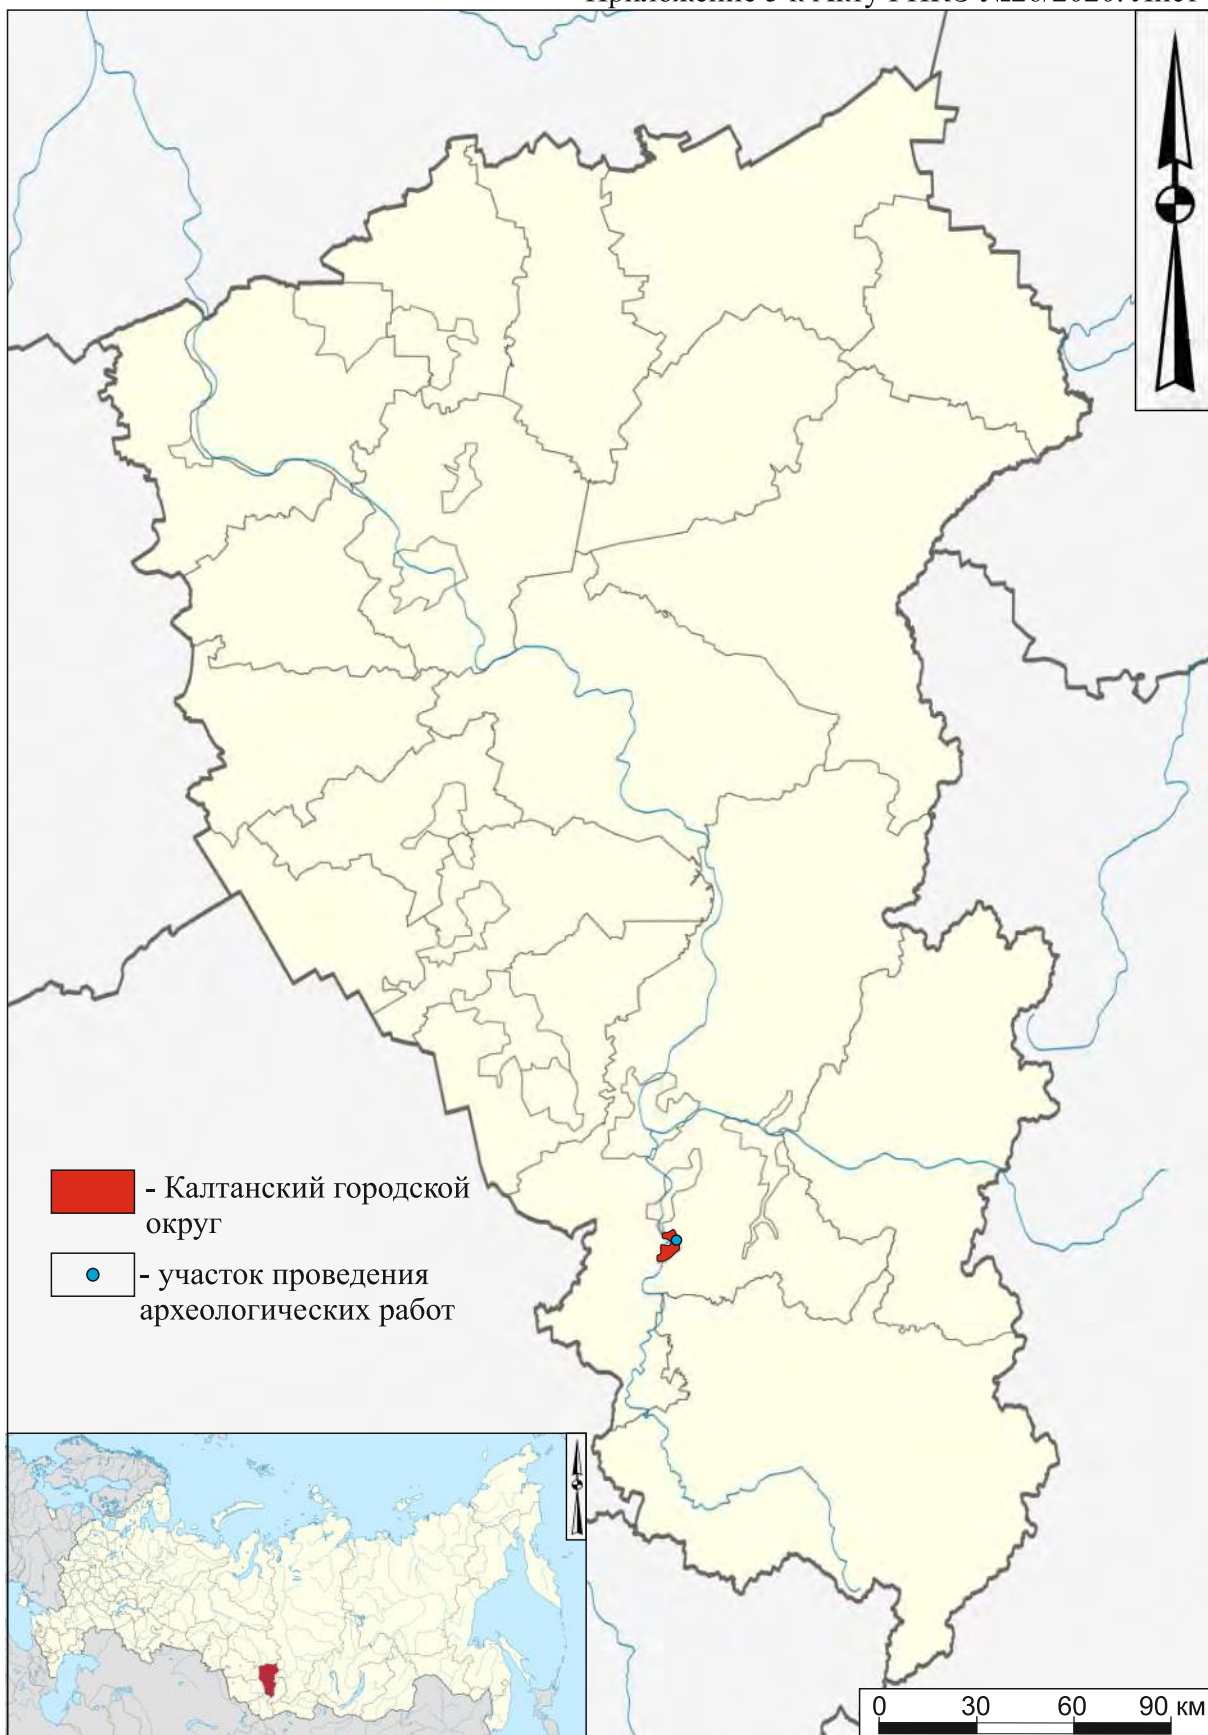 - Калтанский городской
округ
- участок проведения
археологических работ
0 30 60 90 км